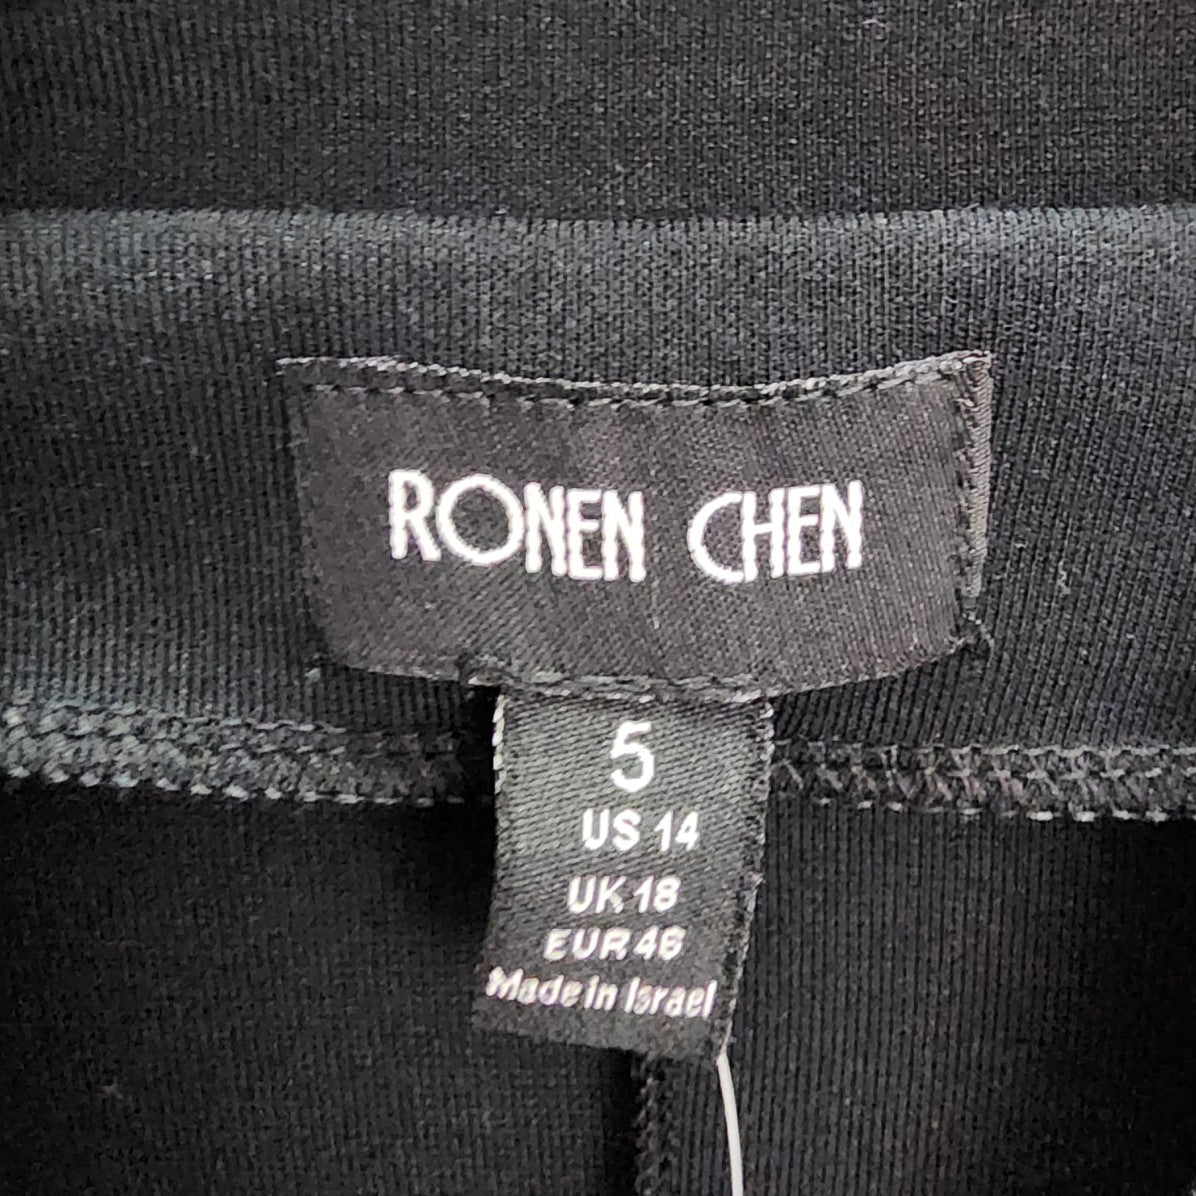 RONEN CHEN
5
US 14
UK 18
EUR 46
Made in Israel